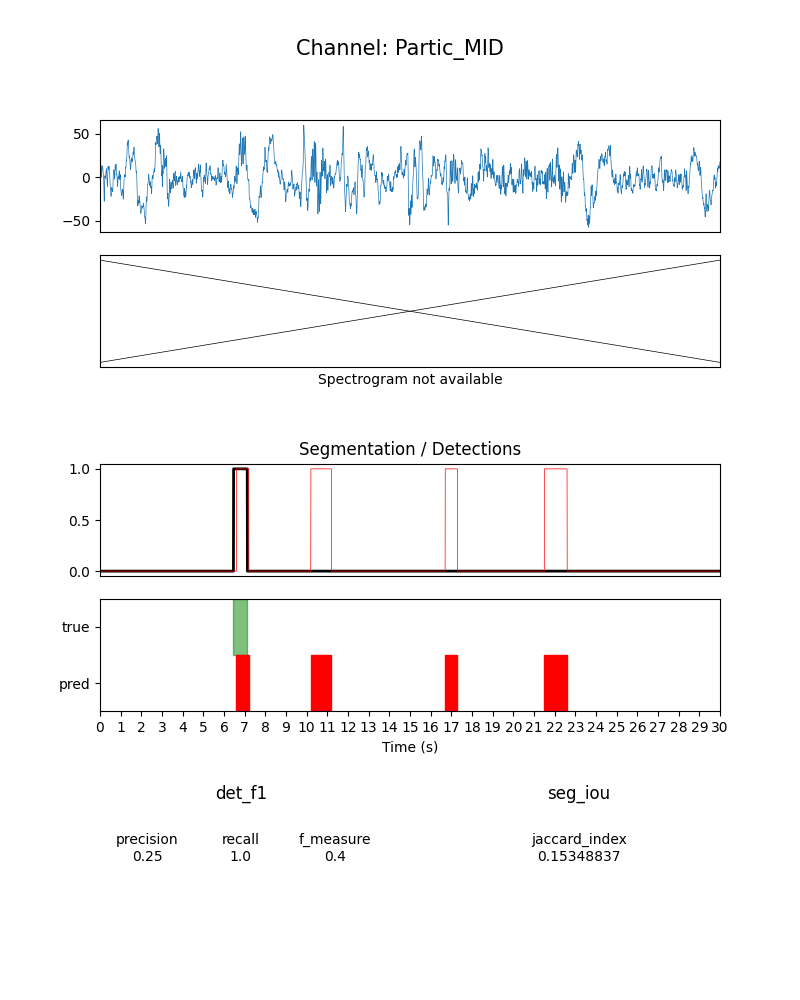 Channel: Partic_MID
50
0
−50
Spectrogram not available
Segmentation / Detections
1.0
0.5
0.0
true
pred
0 1 2 3 4 5 6 7 8 9 10 11 12 13 14 15 16 17 18 19 20 21 22 23 24 25 26 27 28 29 30
Time (s)
det_f1 seg_iou
precision recall f_measure jaccard_index
0.25 1.0 0.4 0.15348837